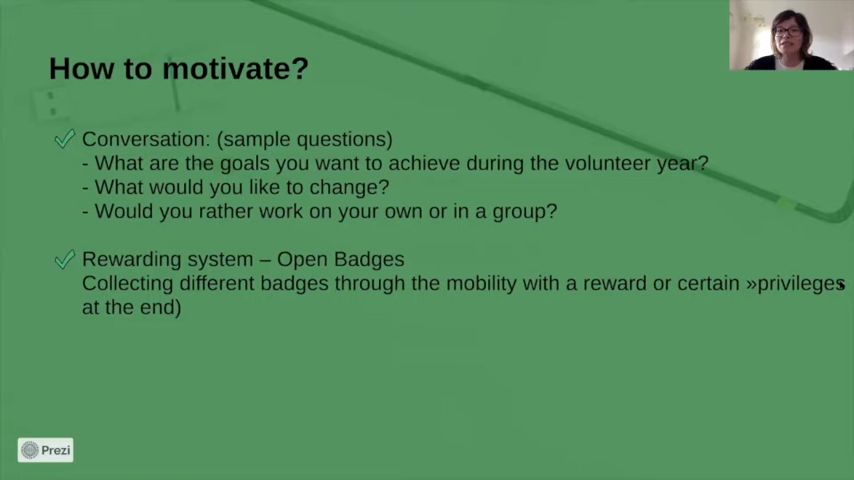 How to motivate?
Conversation: (sample questions)
- What are the goals you want to achieve during the volunteer year?
- What would you like to change?
- Would you rather work on your own or in a group?
Rewarding system – Open Badges
Collecting different badges through the mobility with a reward or certain »privileges
at the end)
Prezi